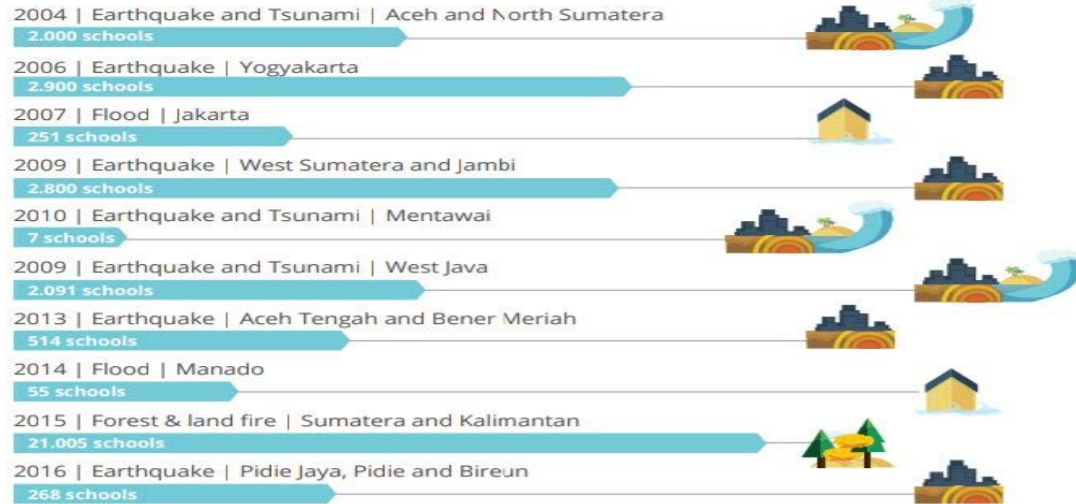 2004 | Earthquake and Tsunami | Aceh and North Sumatera
2.000 schools
2006 | Earthquake | Yogyakarta
2.900 schools
2007 | Flood | Jakarta
251 schools
2009 | Earthquake | West Sumatera and Jambi
2.800 schools
2010 | Earthquake and Tsunami | Mentawai
7 schools
2009 | Earthquake and Tsunami | West Java
2.091 schools
2013 | Earthquake | Aceh Tengah and Bener Meriah
514 schools
2014 | Flood | Manado
55 schools
2015 | Forest & land fire | Sumatera and Kalimantan
21.005 schools
2016 | Earthquake | Pidie Jaya, Pidie and Bireun
268 schools